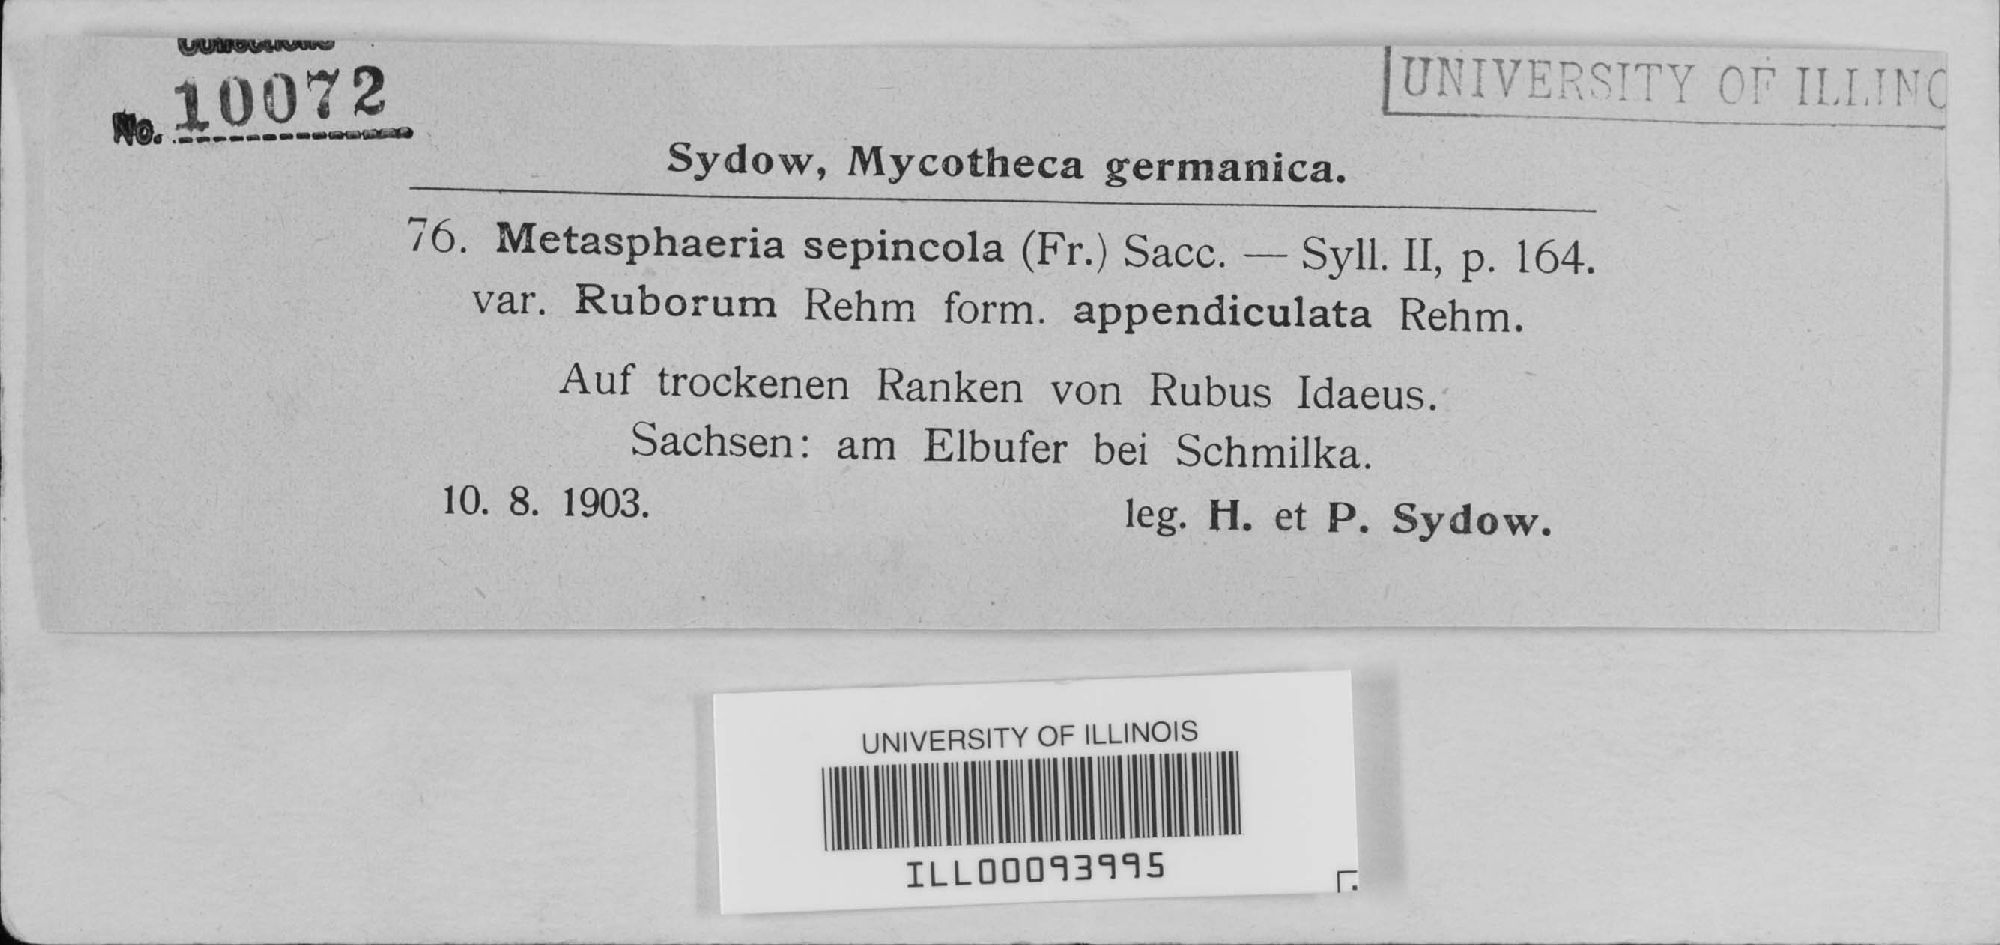 No. 10072
UNIVERSITY OF ILLINO
Sydow, Mycotheca germanica.
76. Metasphaeria sepincola (Fr.) Sacc. — Syll. II, p. 164.
var. Ruborum Rehm form. appendiculata Rehm.
Auf trockenen Ranken von Rubus Idaeus.
Sachsen: am Elbufer bei Schmilka.
10. 8. 1903.
leg. H. et P. Sydow.
UNIVERSITY OF ILLINOIS
ILL00093995